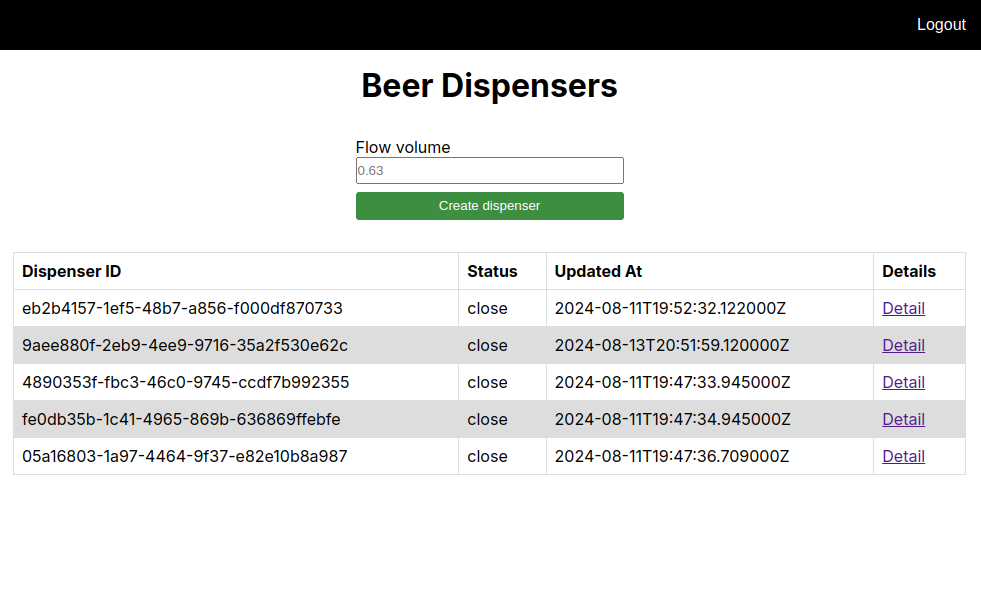 Logout
Beer Dispensers
Flow volume
0.63
Create dispenser
Dispenser ID Status Updated At Details
eb2b4157-1ef5-48b7-a856-f000df870733 close 2024-08-11T19:52:32.122000Z Detail
9aee880f-2eb9-4ee9-9716-35a2f530e62c close 2024-08-13T20:51:59.120000Z Detail
4890353f-fbc3-46c0-9745-ccdf7b992355 close 2024-08-11T19:47:33.945000Z Detail
fe0db35b-1c41-4965-869b-636869ffebfe close 2024-08-11T19:47:34.945000Z Detail
05a16803-1a97-4464-9f37-e82e10b8a987 close 2024-08-11T19:47:36.709000Z Detail